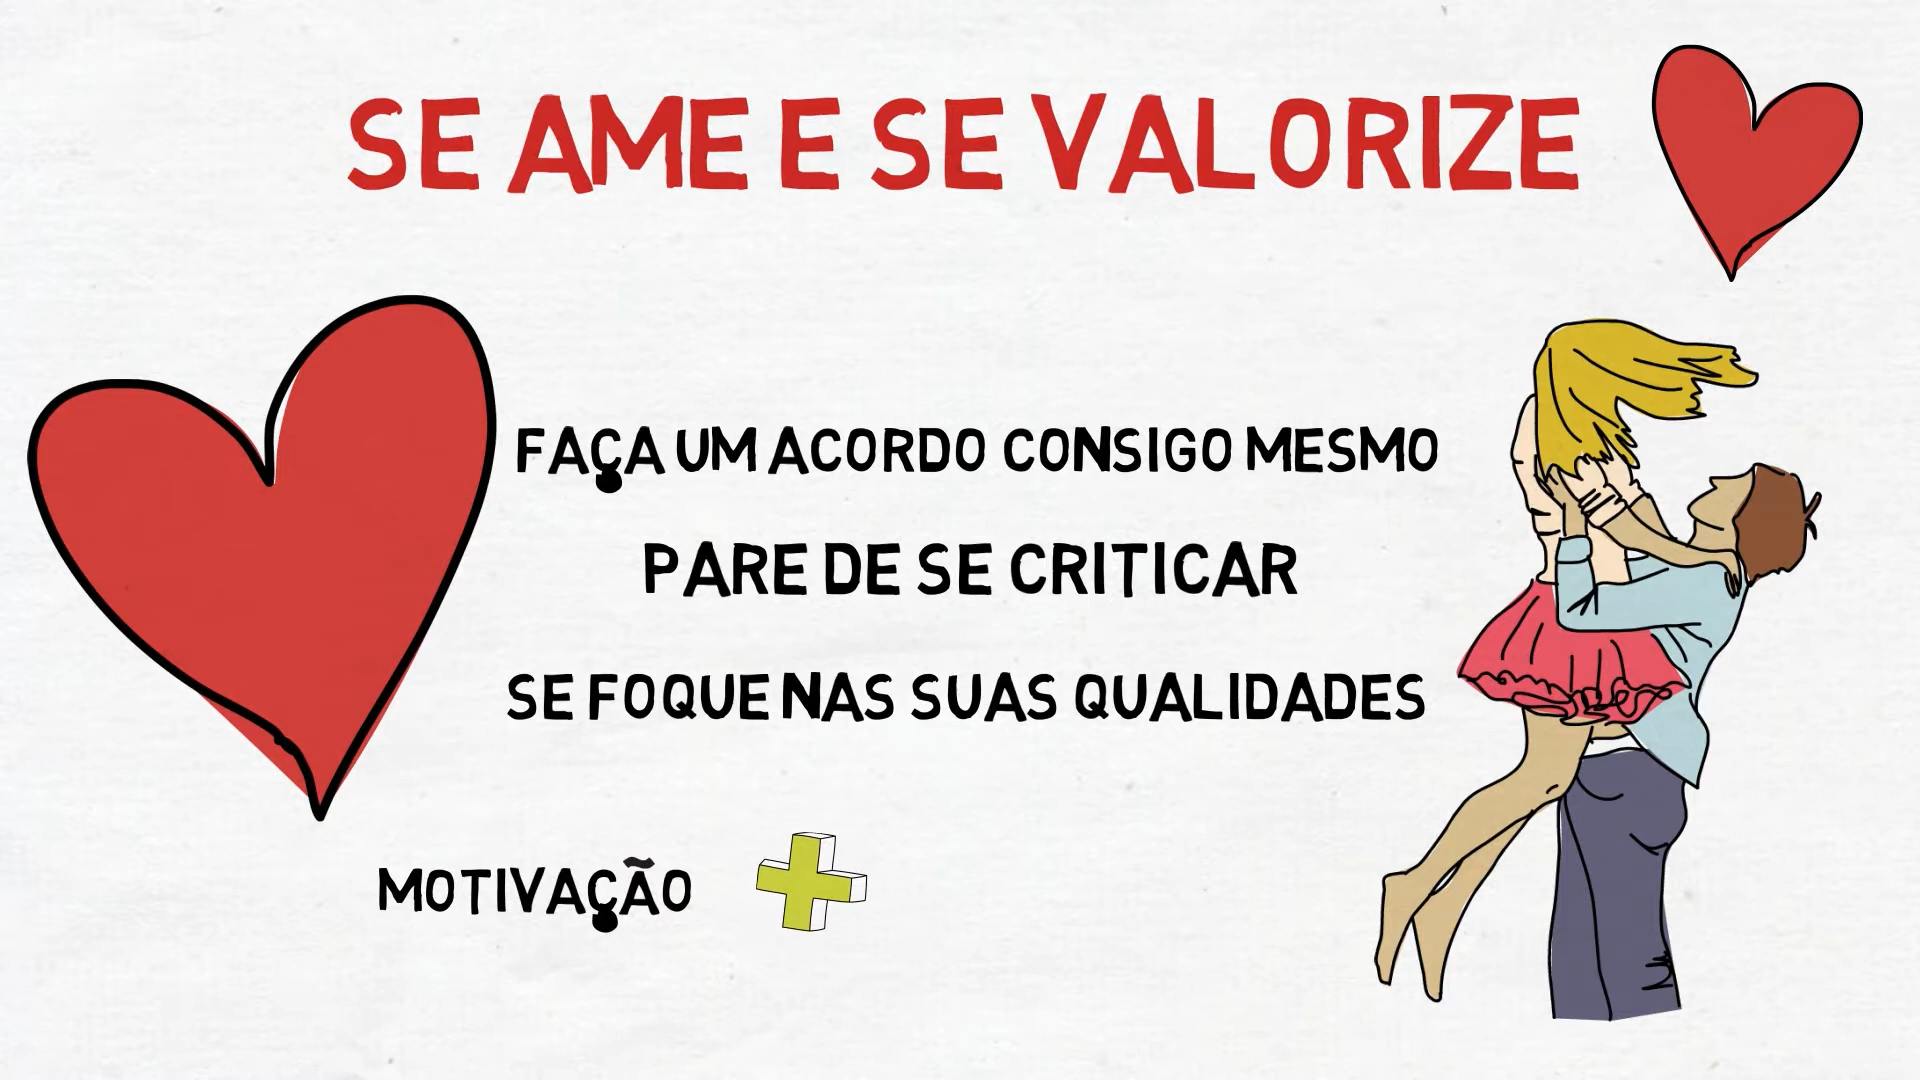 SE AME E SE VALORIZE
FAÇA UM ACORDO CONSIGO MESMO
PARE DE SE CRITICAR
SE FOQUE NAS SUAS QUALIDADES
MOTIVAÇÃO